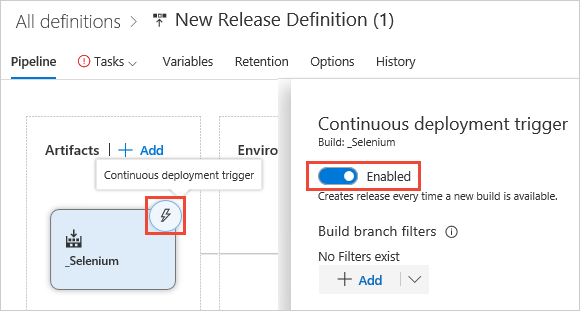 All definitions > New Release Definition (1)
Pipeline Tasks Variables Retention Options History
Artifacts + Add
Environ
Continuous deployment trigger
_Selenium
Continuous deployment trigger
Build: _Selenium
Enabled
Creates release every time a new build is available.
Build branch filters
No Filters exist
+ Add